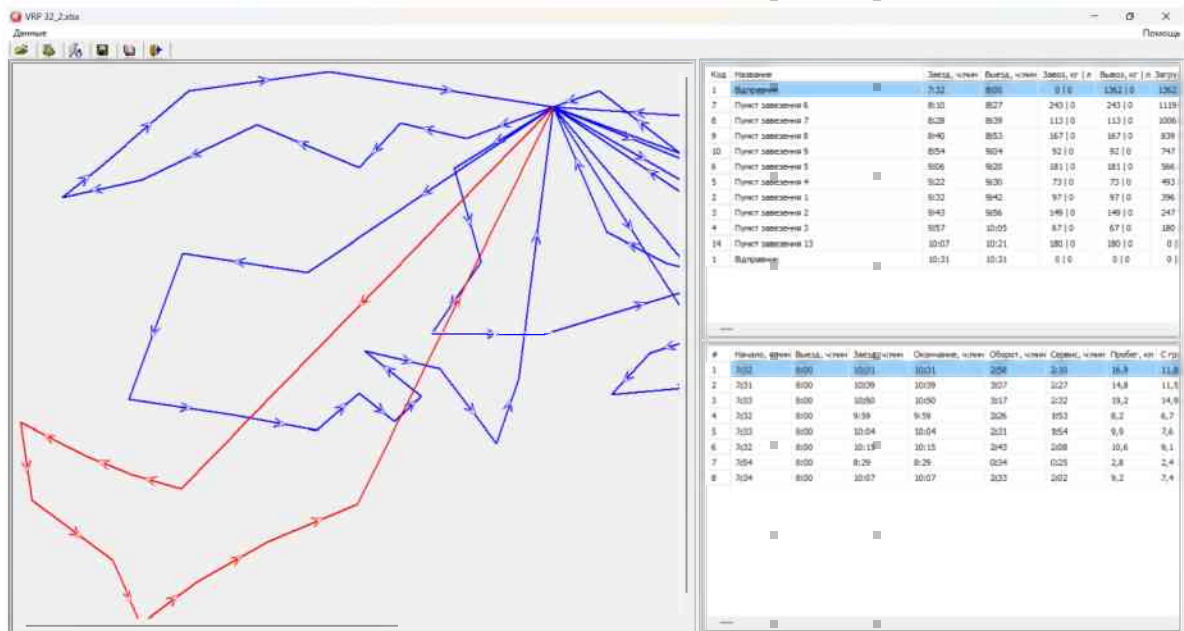 VRP 32_2.xlsx
Данные Помощь
Код Название Заезд, ч:мин Выезд, ч:мин Завоз, кг | л Вывоз, кг | л Загру
1 Відправник 7:32 8:00 0 | 0 1362 | 0 1362
7 Пункт завезення 6 8:10 8:27 243 | 0 243 | 0 1119
8 Пункт завезення 7 8:28 8:39 113 | 0 113 | 0 1006
9 Пункт завезення 8 8:40 8:53 167 | 0 167 | 0 839
10 Пункт завезення 9 8:54 9:04 92 | 0 92 | 0 747
6 Пункт завезення 5 9:06 9:20 181 | 0 181 | 0 566
5 Пункт завезення 4 9:22 9:30 73 | 0 73 | 0 493
2 Пункт завезення 1 9:32 9:42 97 | 0 97 | 0 396
3 Пункт завезення 2 9:43 9:56 149 | 0 149 | 0 247
4 Пункт завезення 3 9:57 10:05 67 | 0 67 | 0 180
14 Пункт завезення 13 10:07 10:21 180 | 0 180 | 0 0 |
1 Відправник 10:31 10:31 0 | 0 0 | 0 0 |
# Начало, ч:мин Выезд, ч:мин Заезд, ч:мин Окончание, ч:мин Оборот, ч:мин Сервис, ч:мин Пробег, км С гр
1 7:32 8:00 10:31 10:31 2:58 2:10 16,9 11,8
2 7:31 8:00 10:39 10:39 3:07 2:27 14,8 11,5
3 7:33 8:00 10:50 10:50 3:17 2:32 19,2 14,9
4 7:32 8:00 9:59 9:59 2:26 1:53 8,2 6,7
5 7:33 8:00 10:04 10:04 2:31 1:54 9,9 7,6
6 7:32 8:00 10:15 10:15 2:43 2:08 10,6 9,1
7 7:54 8:00 8:29 8:29 0:34 0:25 2,8 2,4
8 7:34 8:00 10:07 10:07 2:33 2:02 9,2 7,4